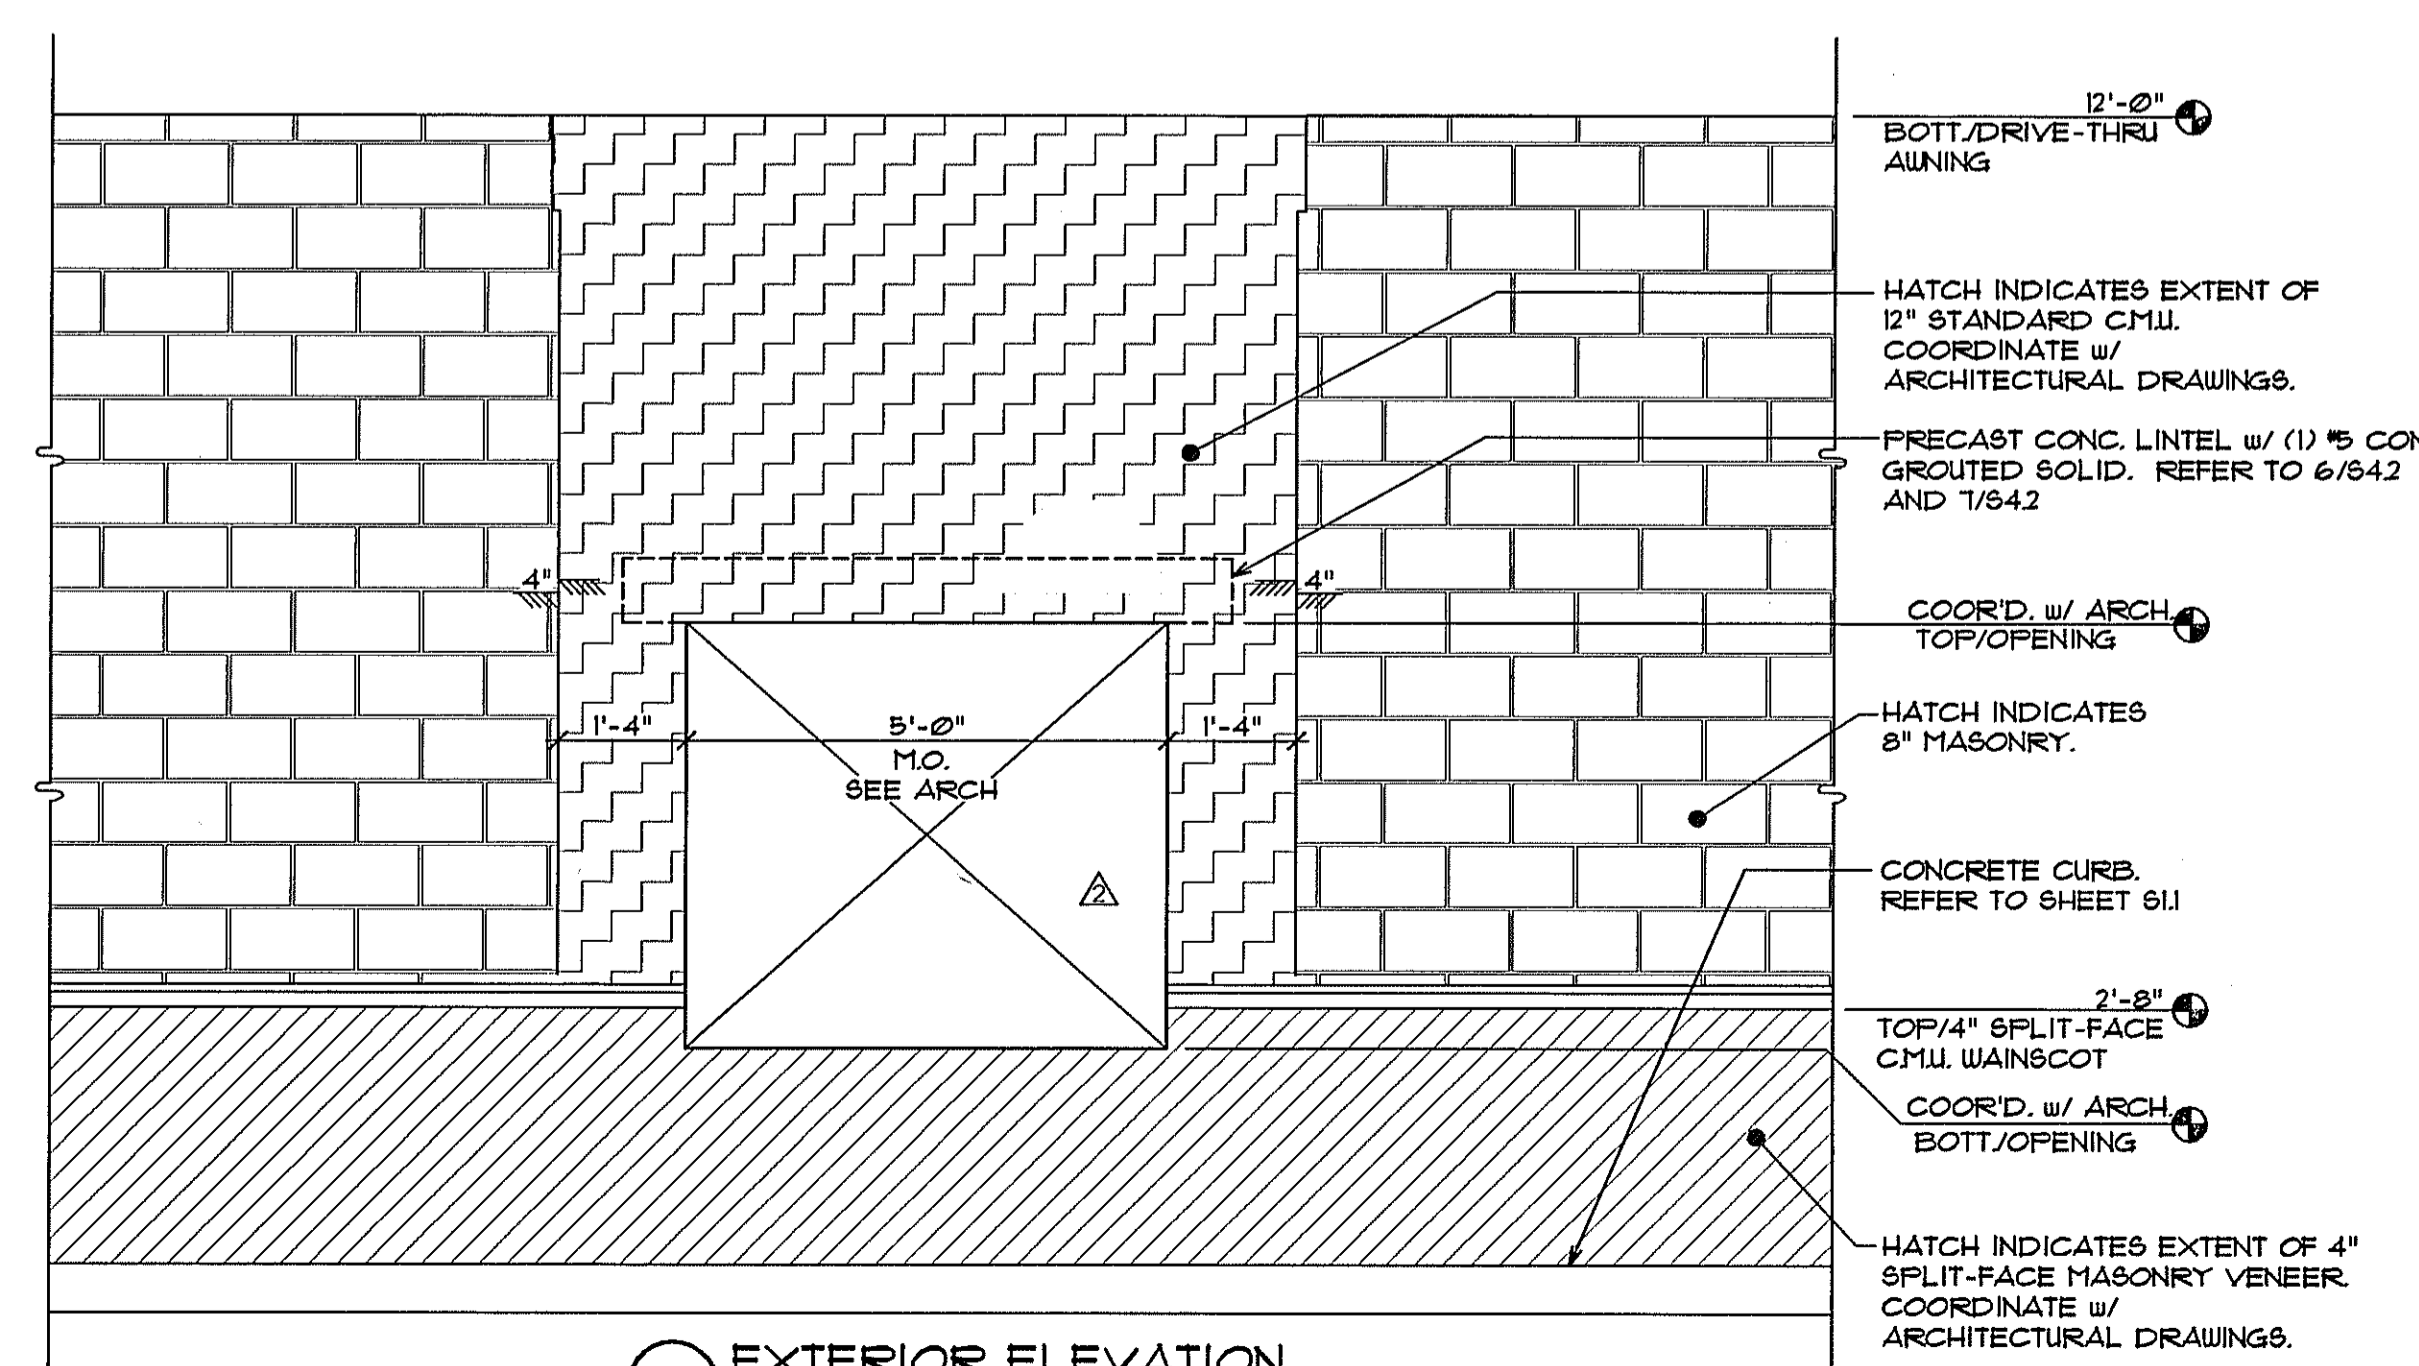 12'-0"
BOTT./DRIVE-THRU
AWNING
HATCH INDICATES EXTENT OF
12" STANDARD C.M.U.
COORDINATE w/
ARCHITECTURAL DRAWINGS.
PRECAST CONC. LINTEL w/ (1) #5 CON
GROUTED SOLID. REFER TO 6/S4.2
AND 7/S4.2
4"
4"
COOR'D. w/ ARCH.
TOP/OPENING
HATCH INDICATES
8" MASONRY.
1'-4"
5'-0"
1'-4"
M.O.
SEE ARCH
2
CONCRETE CURB.
REFER TO SHEET S1.1
2'-8"
TOP/4" SPLIT-FACE
C.M.U. WAINSCOT
COOR'D. w/ ARCH.
BOTT./OPENING
HATCH INDICATES EXTENT OF 4"
SPLIT-FACE MASONRY VENEER.
COORDINATE w/
ARCHITECTURAL DRAWINGS.
EXTERIOR ELEVATION